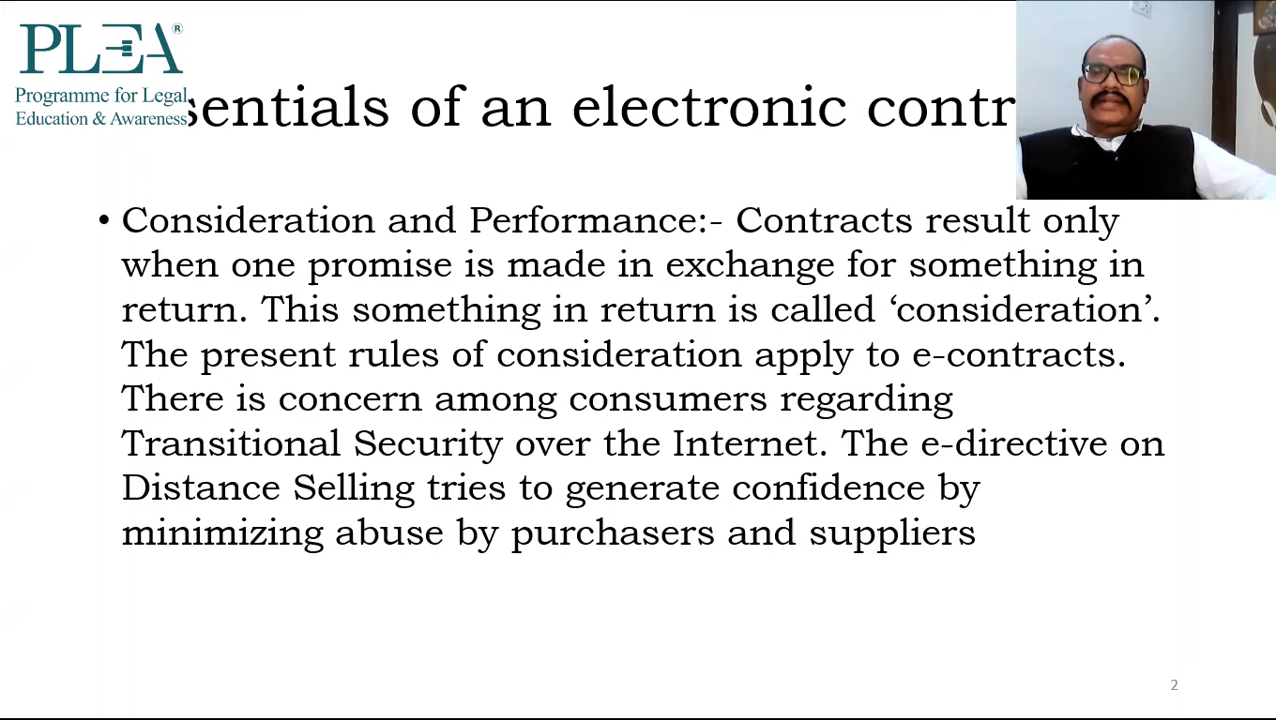 PLEA®
Programme for Legal
Education & Awareness
sentials of an electronic contr
• Consideration and Performance:- Contracts result only
when one promise is made in exchange for something in
return. This something in return is called ‘consideration’.
The present rules of consideration apply to e-contracts.
There is concern among consumers regarding
Transitional Security over the Internet. The e-directive on
Distance Selling tries to generate confidence by
minimizing abuse by purchasers and suppliers
2